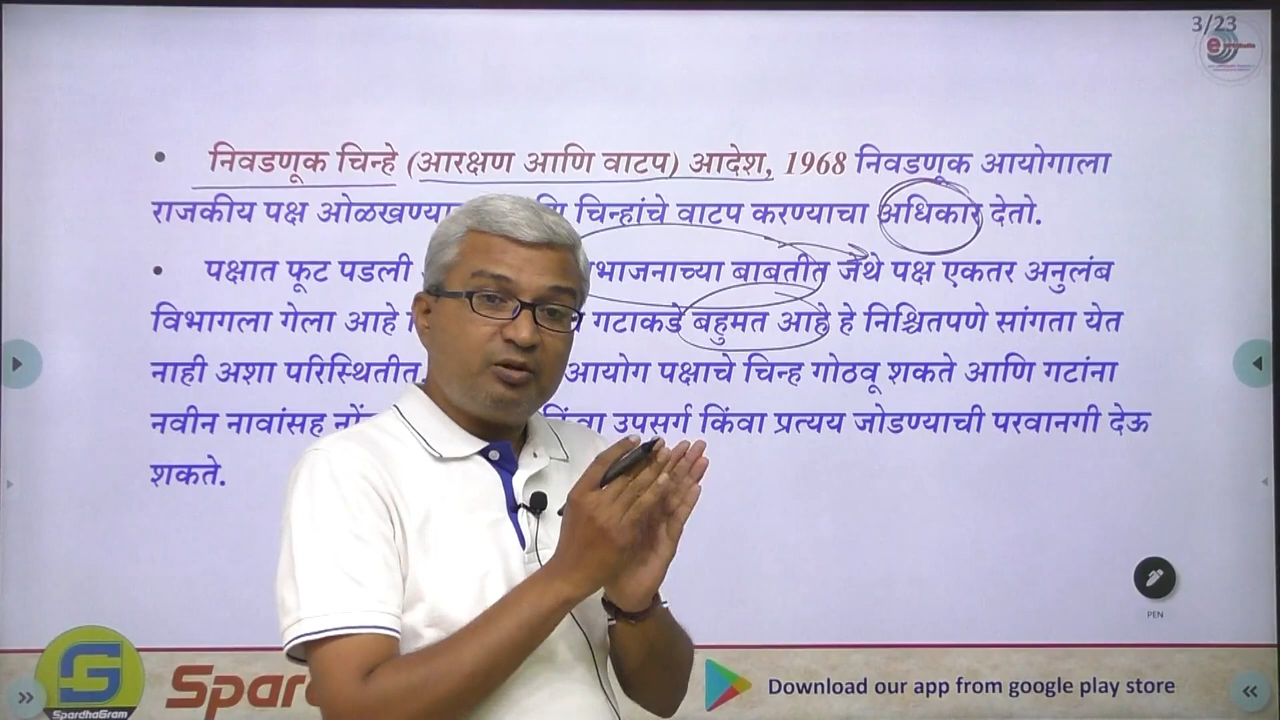 3/23
• निवडणूक चिन्हे (आरक्षण आणि वाटप) आदेश, 1968 निवडणूक आयोगाला
राजकीय पक्ष ओळखण्या चिन्हांचे वाटप करण्याचा अधिकार देतो.
• पक्षात फूट पडली भाजनाच्या बाबतीत जेथे पक्ष एकतर अनुलंब
विभागला गेला आहे गटाकडे बहुमत आहे हे निश्चितपणे सांगता येत
नाही अशा परिस्थितीत आयोग पक्षाचे चिन्ह गोठवू शकते आणि गटांना
नवीन नावांसह किंवा उपसर्ग किंवा प्रत्यय जोडण्याची परवानगी देऊ
शकते.
PEN
SpardhaGram
Spar
Download our app from google play store